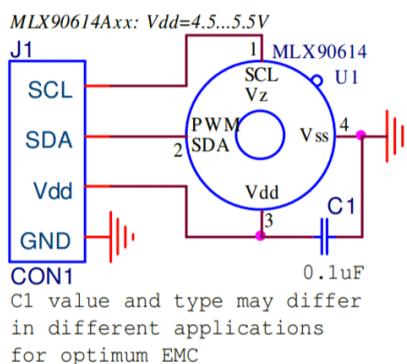 MLX90614Axx: Vdd=4.5...5.5V
J1
SCL
SDA
Vdd
GND
CON1
1
MLX90614
U1
SCL
Vz
PWM
SDA
2
Vss
4
Vdd
3
C1
0.1uF
C1 value and type may differ
in different applications
for optimum EMC